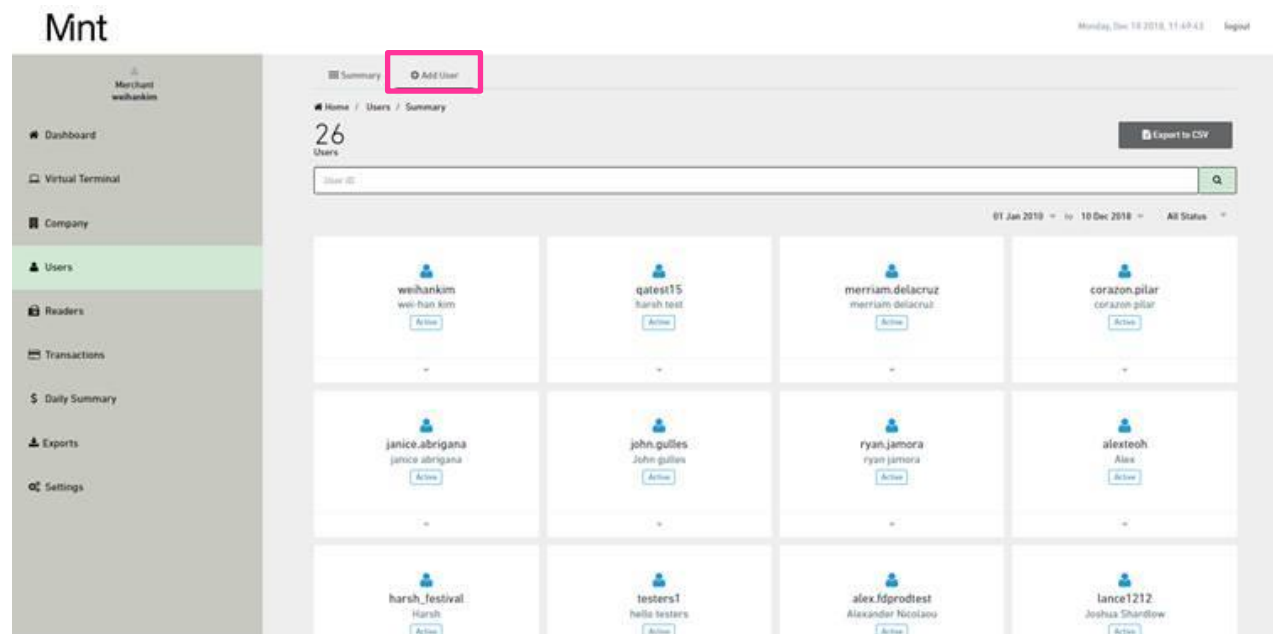 Mint
Monday, Dec 10 2018, 11:49:43 logout
Merchant
weihankim
Dashboard
Virtual Terminal
Company
Users
Readers
Transactions
$ Daily Summary
Exports
Settings
Summary Add User
Home / Users / Summary
26
Users
Export to CSV
User ID
01 Jan 2010 to 10 Dec 2018 All Status
weihankim qatest15 merriam.delacruz corazon.pilar
wei-han kim harsh test merriam delacruz corazon pilar
Active Active Active Active
janice.abrigana john.gulles ryan.jamora alexteoh
janice abrigana John gulles ryan jamora Alex
Active Active Active Active
harsh_festival testers1 alex.fdprodtest lance1212
Harsh hello testers Alexander Nicolaou Joshua Shardlow
Active Active Active Active